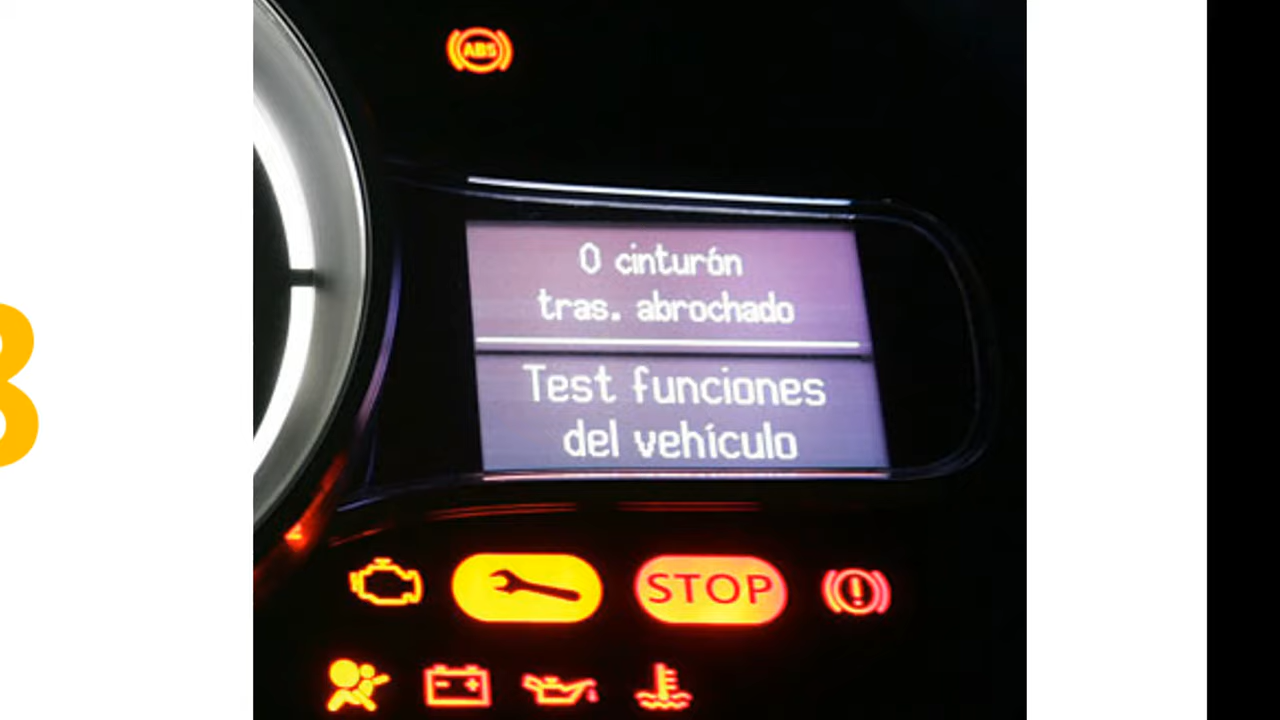 ABS
0 cinturón
tras. abrochado
Test funciones
del vehículo
STOP